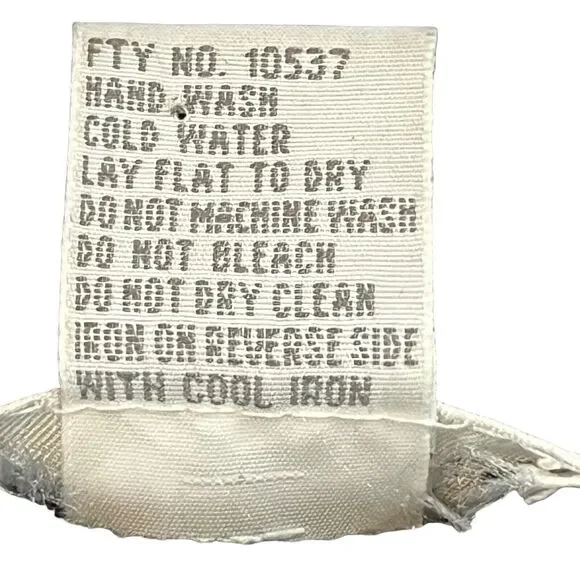 FTY NO. 10537
HAND WASH
COLD WATER
LAY FLAT TO DRY
DO NOT MACHINE WASH
DO NOT BLEACH
DO NOT DRY CLEAN
IRON ON REVERSE SIDE
WITH COOL IRON